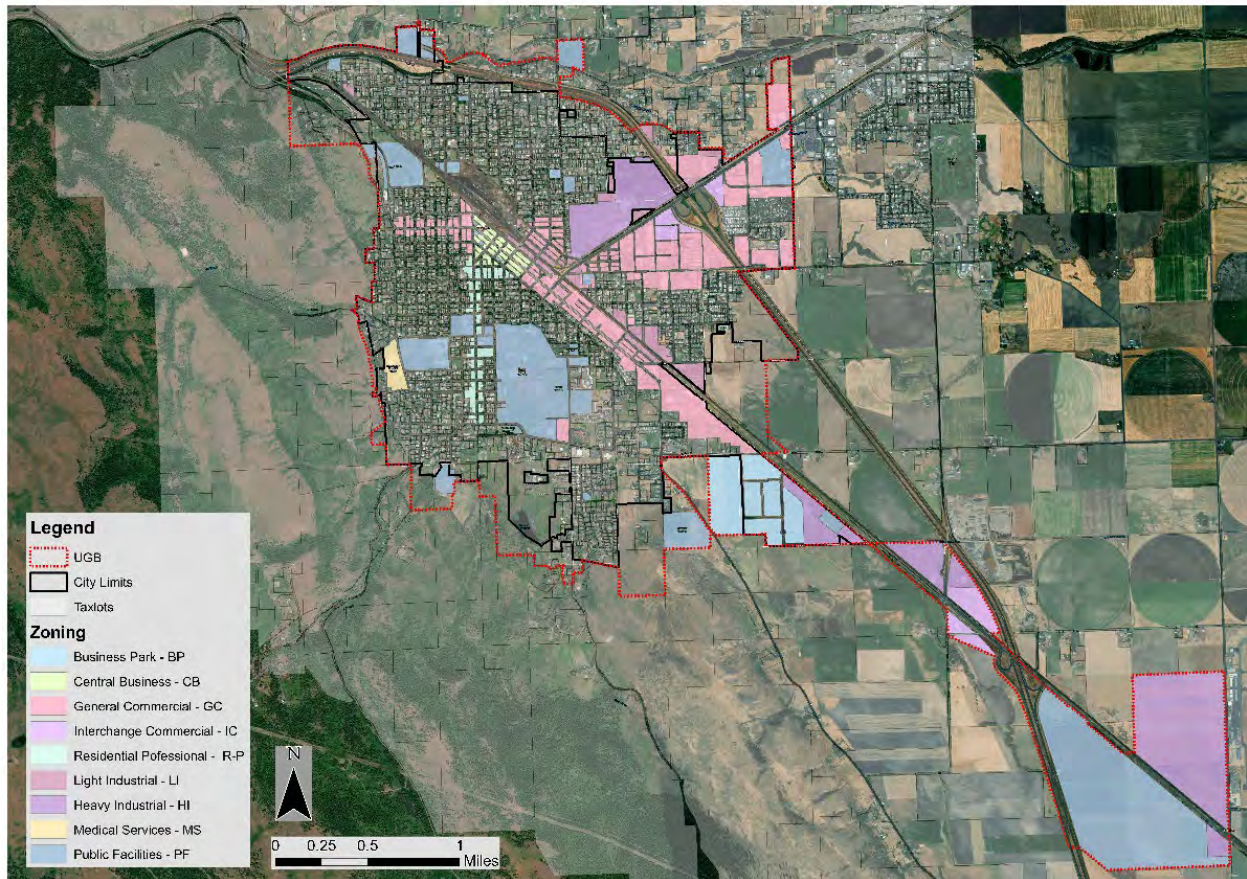 Legend
UGB
City Limits
Taxlots
Zoning
Business Park - BP
Central Business - CB
General Commercial - GC
Interchange Commercial - IC
Residential Pofessional - R-P
Light Industrial - LI
Heavy Industrial - HI
Medical Services - MS
Public Facilities - PF
N
0 0.25 0.5 1
Miles